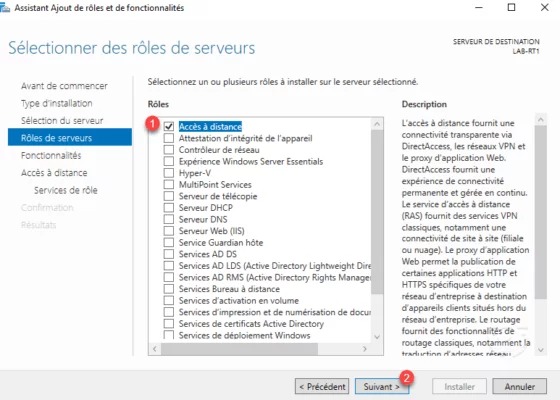 Assistant Ajout de rôles et de fonctionnalités
Sélectionner des rôles de serveurs
SERVEUR DE DESTINATION
LAB-RT1
Avant de commencer
Type d'installation
Sélection du serveur
Rôles de serveurs
Fonctionnalités
Accès à distance
Services de rôle
Confirmation
Résultats
Sélectionnez un ou plusieurs rôles à installer sur le serveur sélectionné.
Rôles
1
Accès à distance
Attestation d'intégrité de l'appareil
Contrôleur de réseau
Expérience Windows Server Essentials
Hyper-V
MultiPoint Services
Serveur de télécopie
Serveur DHCP
Serveur DNS
Serveur Web (IIS)
Service Guardian hôte
Services AD DS
Services AD LDS (Active Directory Lightweight Dire
Services AD RMS (Active Directory Rights Manager
Services Bureau à distance
Services d'activation en volume
Services d'impression et de numérisation de docur
Services de certificats Active Directory
Services de déploiement Windows
Description
L'accès à distance fournit une
connectivité transparente via
DirectAccess, les réseaux VPN et
le proxy d'application Web.
DirectAccess fournit une
expérience de connectivité
permanente et gérée en continu.
Le service d'accès à distance
(RAS) fournit des services VPN
classiques, notamment une
connectivité de site à site (filiale
ou nuage). Le proxy d'application
Web permet la publication de
certaines applications HTTP et
HTTPS spécifiques de votre
réseau d'entreprise à destination
d'appareils clients situés hors du
réseau d'entreprise. Le routage
fournit des fonctionnalités de
routage classiques, notamment la
traduction d'adresses réseau
< Précédent
Suivant >
2
Installer
Annuler